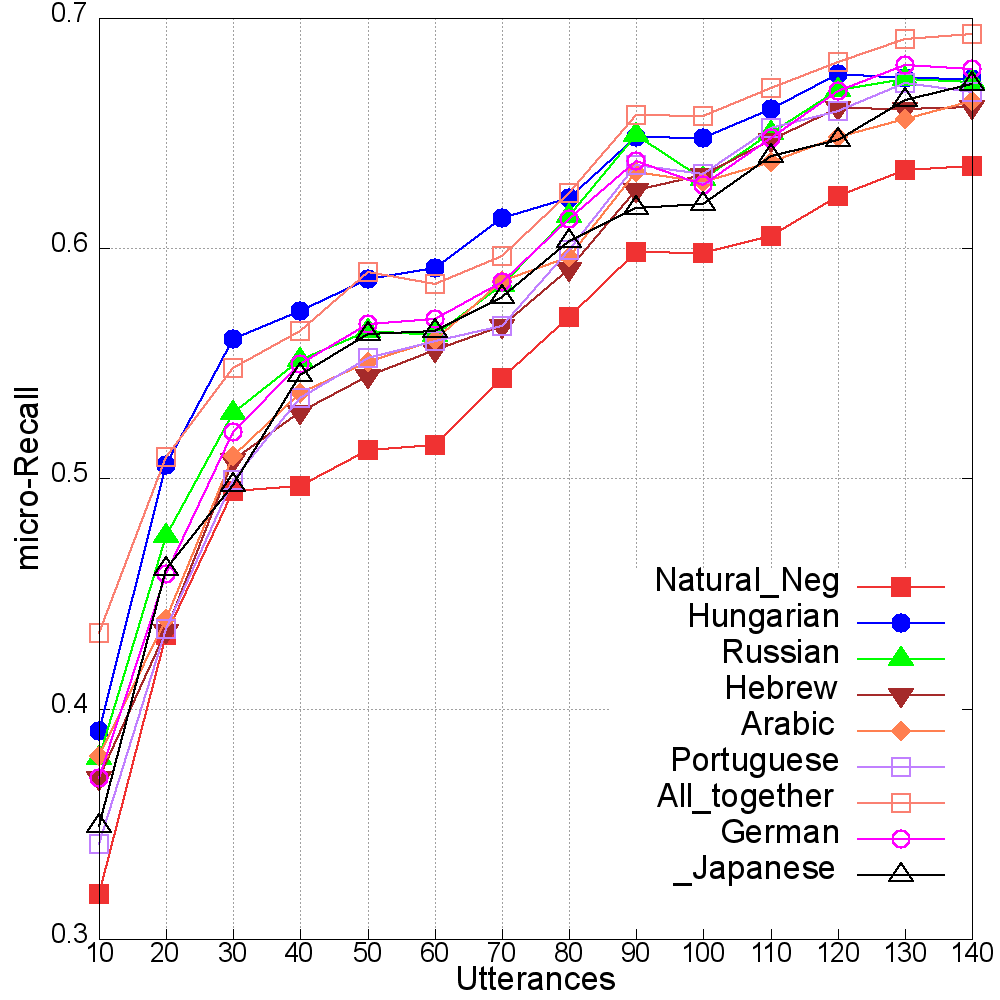 0.7
0.6
0.5
0.4
0.3
micro-Recall
Natural_Neg
Hungarian
Russian
Hebrew
Arabic
Portuguese
All_together
German
_Japanese
10 20 30 40 50 60 70 80 90 100 110 120 130 140
Utterances